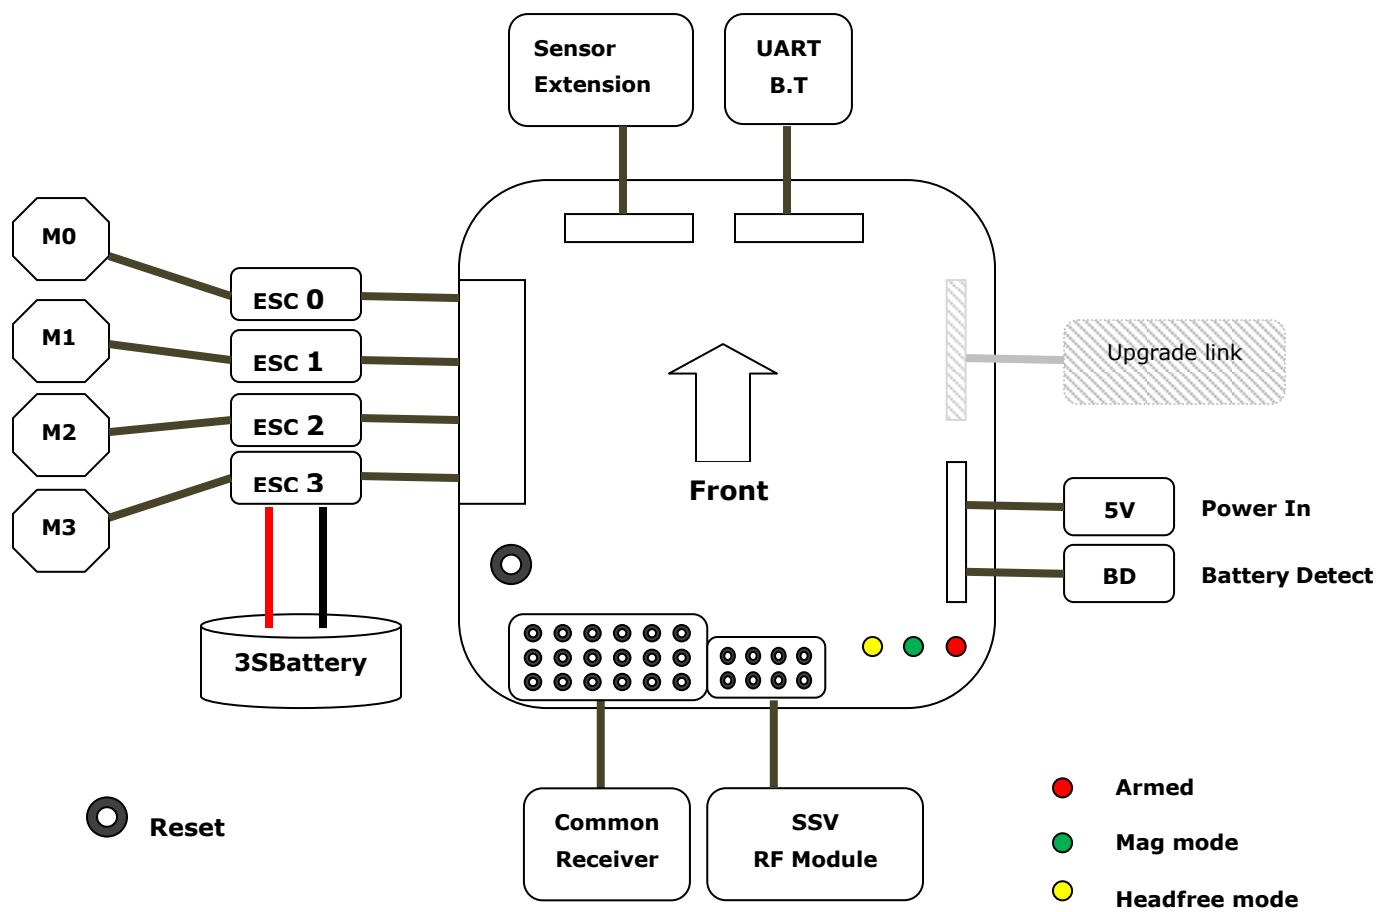 Sensor
Extension
UART
B.T
M0
ESC 0
M1
ESC 1
Upgrade link
M2
ESC 2
M3
ESC 3
Front
5V
Power In
BD
Battery Detect
3SBattery
Reset
Common
Receiver
SSV
RF Module
Armed
Mag mode
Headfree mode